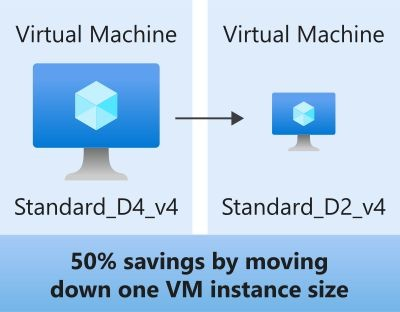 Virtual Machine
Virtual Machine
Standard_D4_v4
Standard_D2_v4
50% savings by moving
down one VM instance size